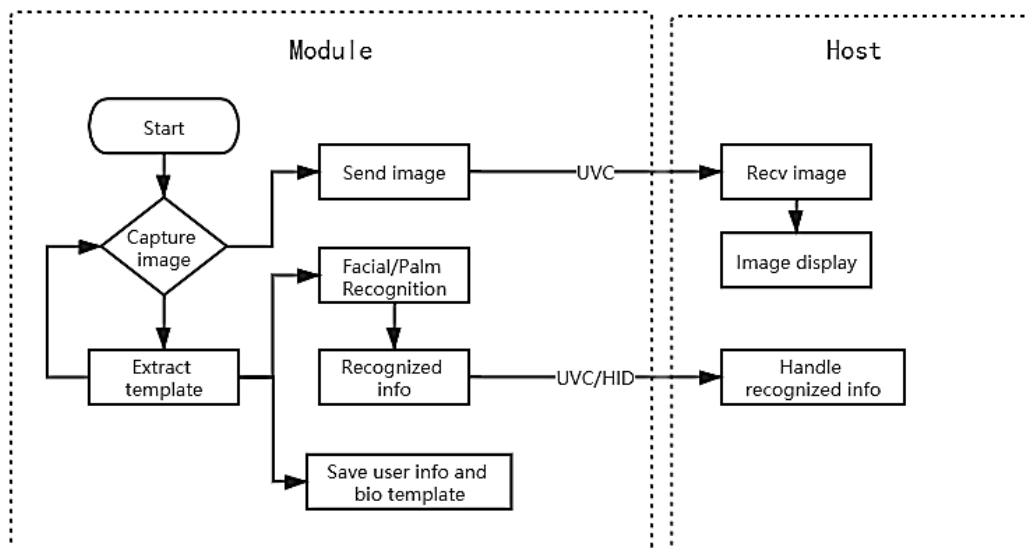 Module
Host
Start
Send image
UVC
Recv image
Capture
image
Image display
Facial/Palm
Recognition
Extract
template
Recognized
info
UVC/HID
Handle
recognized info
Save user info and
bio template